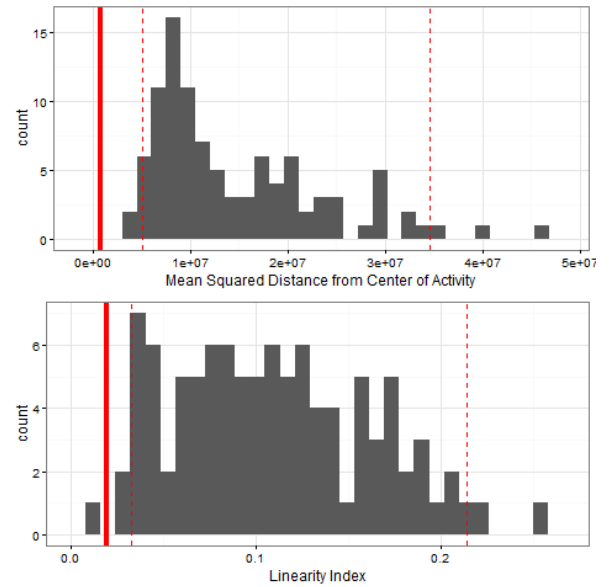 15
10
5
0
count
0e+00 1e+07 2e+07 3e+07 4e+07 5e+07
Mean Squared Distance from Center of Activity
6
4
2
0
count
0.0 0.1 0.2
Linearity Index